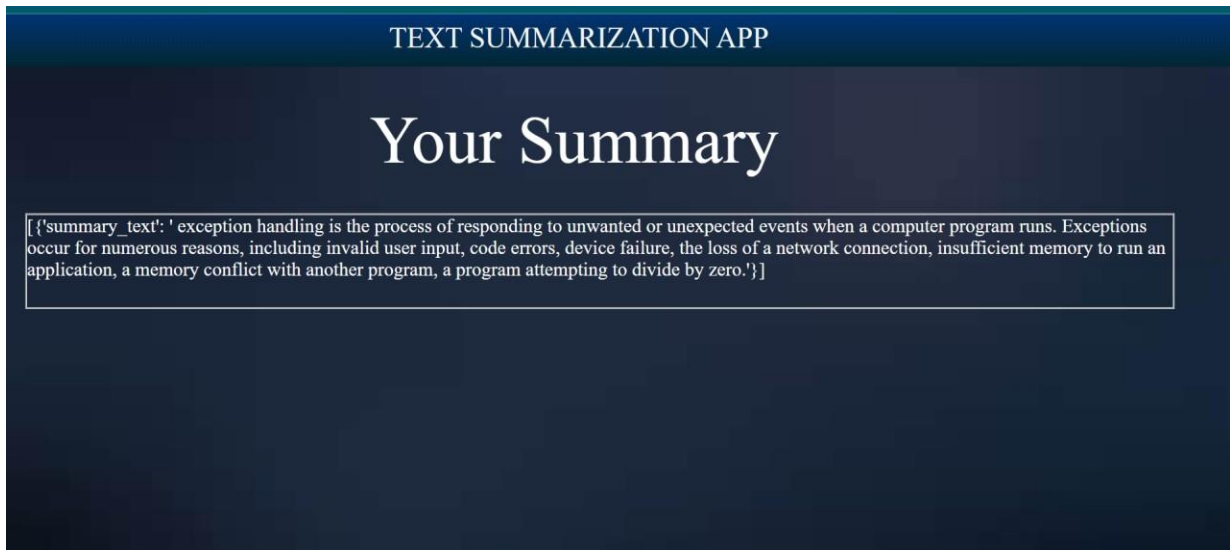 TEXT SUMMARIZATION APP
Your Summary
[{'summary_text': ' exception handling is the process of responding to unwanted or unexpected events when a computer program runs. Exceptions
occur for numerous reasons, including invalid user input, code errors, device failure, the loss of a network connection, insufficient memory to run an
application, a memory conflict with another program, a program attempting to divide by zero.'}]